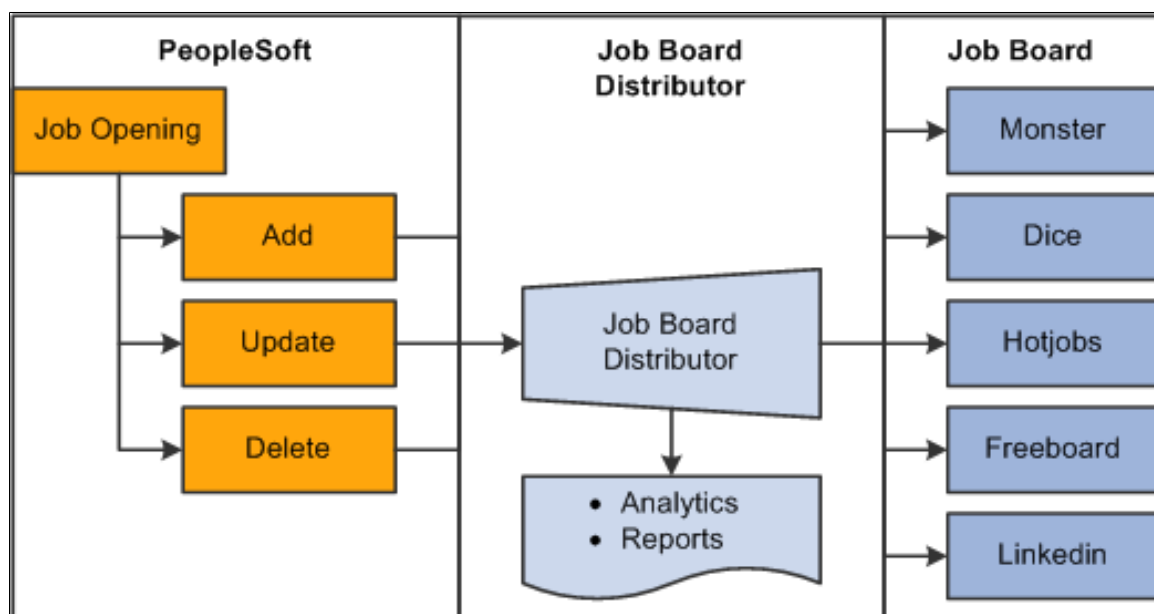 PeopleSoft
Job Opening
Add
Update
Delete
Job Board
Distributor
Job Board
Distributor
• Analytics
• Reports
Job Board
Monster
Dice
Hotjobs
Freeboard
Linkedin